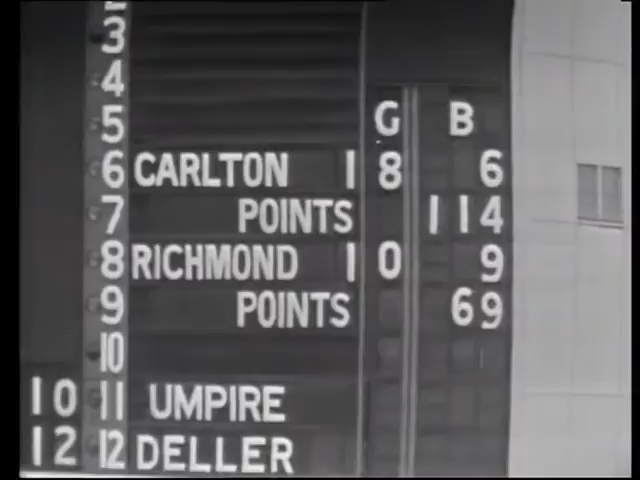 3
4
5 G B
6 CARLTON 18 6
7 POINTS 114
8 RICHMOND 10 9
9 POINTS 69
10
10 11 UMPIRE
12 12 DELLER